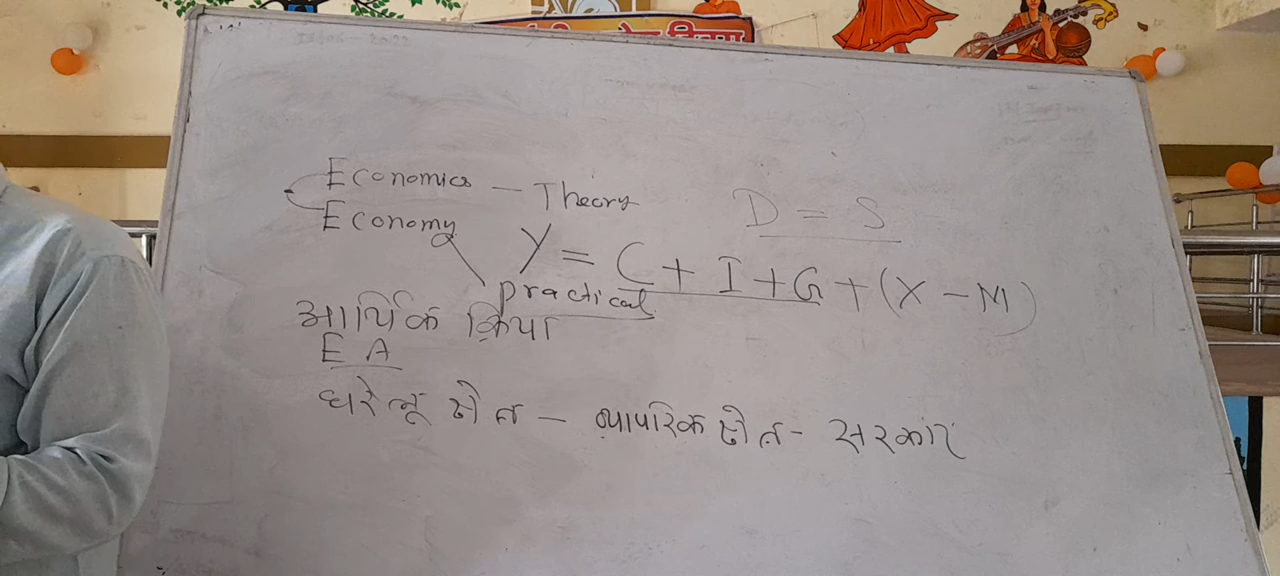 Economics – Theory
Economy
practical
D = S
Y = C + I + G + (X – M)
आर्थिक क्रिया
E A
घरेलू क्षेत्र – व्यापारिक क्षेत्र – सरकार